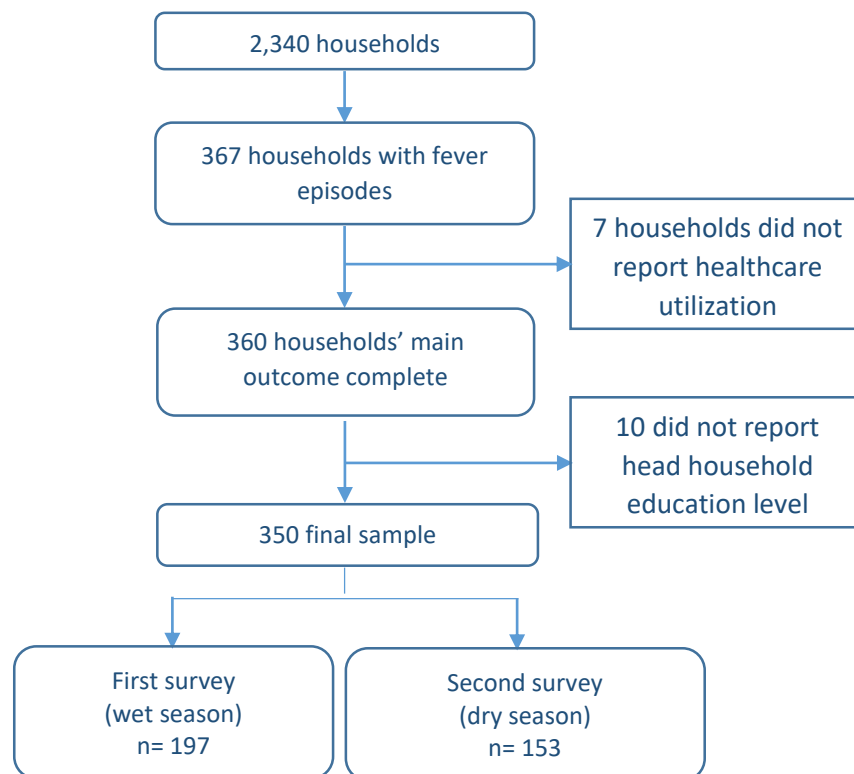 2,340 households
367 households with fever
episodes
7 households did not
report healthcare
utilization
360 households’ main
outcome complete
10 did not report
head household
education level
350 final sample
First survey
(wet season)
n= 197
Second survey
(dry season)
n= 153